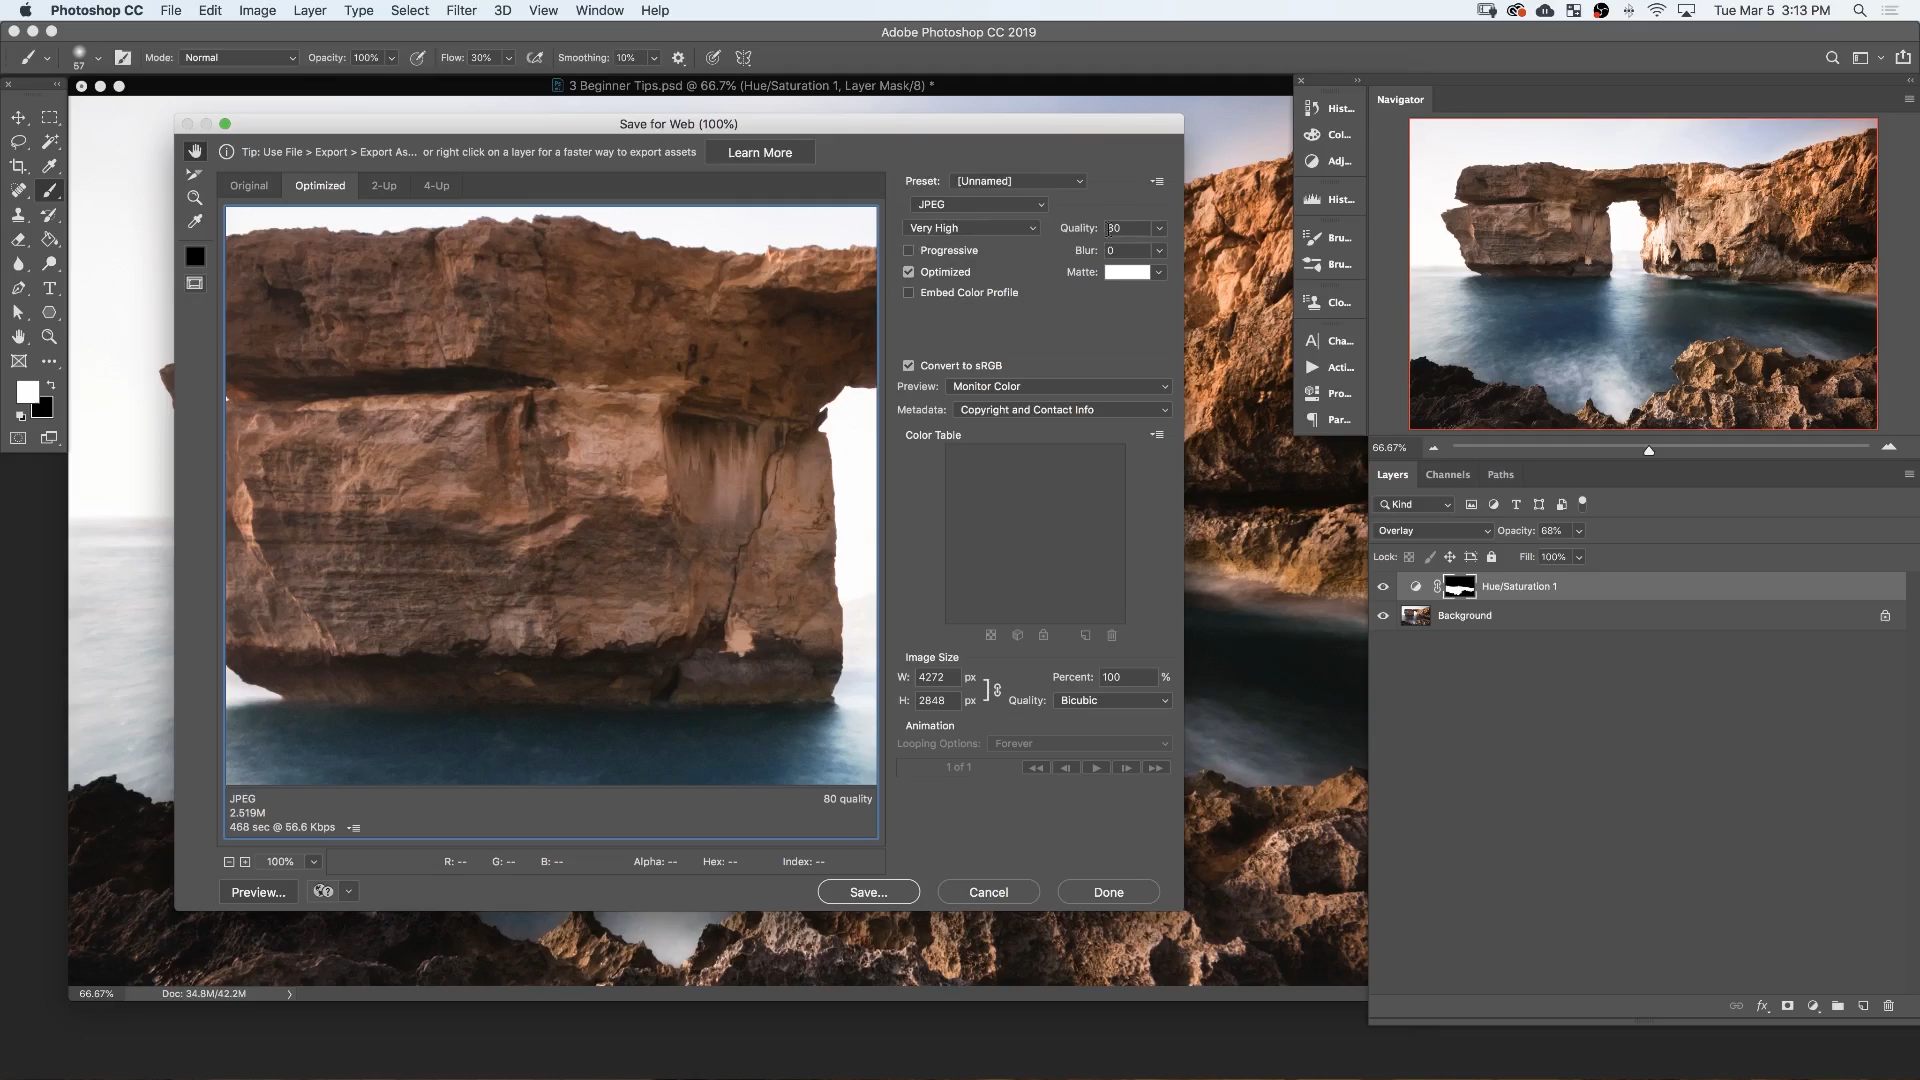 Photoshop CC File Edit Image Layer Type Select Filter 3D View Window Help Tue Mar 5 3:13 PM
Adobe Photoshop CC 2019
57 Mode: Normal Opacity: 100% Flow: 30% Smoothing: 10%
3 Beginner Tips.psd @ 66.7% (Hue/Saturation 1, Layer Mask/8) *
Save for Web (100%)
Tip: Use File > Export > Export As... or right click on a layer for a faster way to export assets Learn More
Original Optimized 2-Up 4-Up
Preset: [Unnamed]
JPEG
Very High Quality: 80
Progressive Blur: 0
Optimized Matte:
Embed Color Profile
Convert to sRGB
Preview: Monitor Color
Metadata: Copyright and Contact Info
Color Table
Image Size
W: 4272 px Percent: 100 %
H: 2848 px Quality: Bicubic
Animation
Looping Options: Forever
1 of 1
JPEG 80 quality
2.519M
468 sec @ 56.6 Kbps
100% R: -- G: -- B: -- Alpha: -- Hex: -- Index: --
Preview... Save... Cancel Done
66.67% Doc: 34.8M/42.2M
Hist...
Col...
Adj...
Hist...
Bru...
Bru...
Clo...
Cha...
Acti...
Pro...
Par...
Navigator
66.67%
Layers Channels Paths
Kind
Overlay Opacity: 68%
Lock: Fill: 100%
Hue/Saturation 1
Background